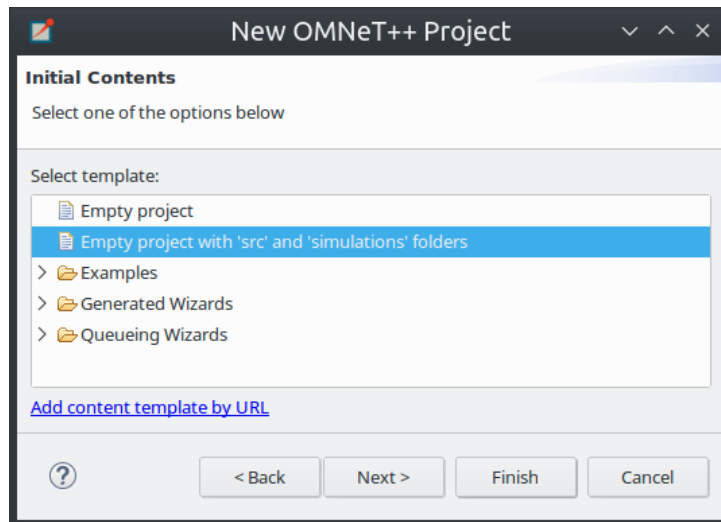 New OMNeT++ Project
Initial Contents
Select one of the options below
Select template:
Empty project
Empty project with 'src' and 'simulations' folders
Examples
Generated Wizards
Queueing Wizards
Add content template by URL
? < Back Next > Finish Cancel